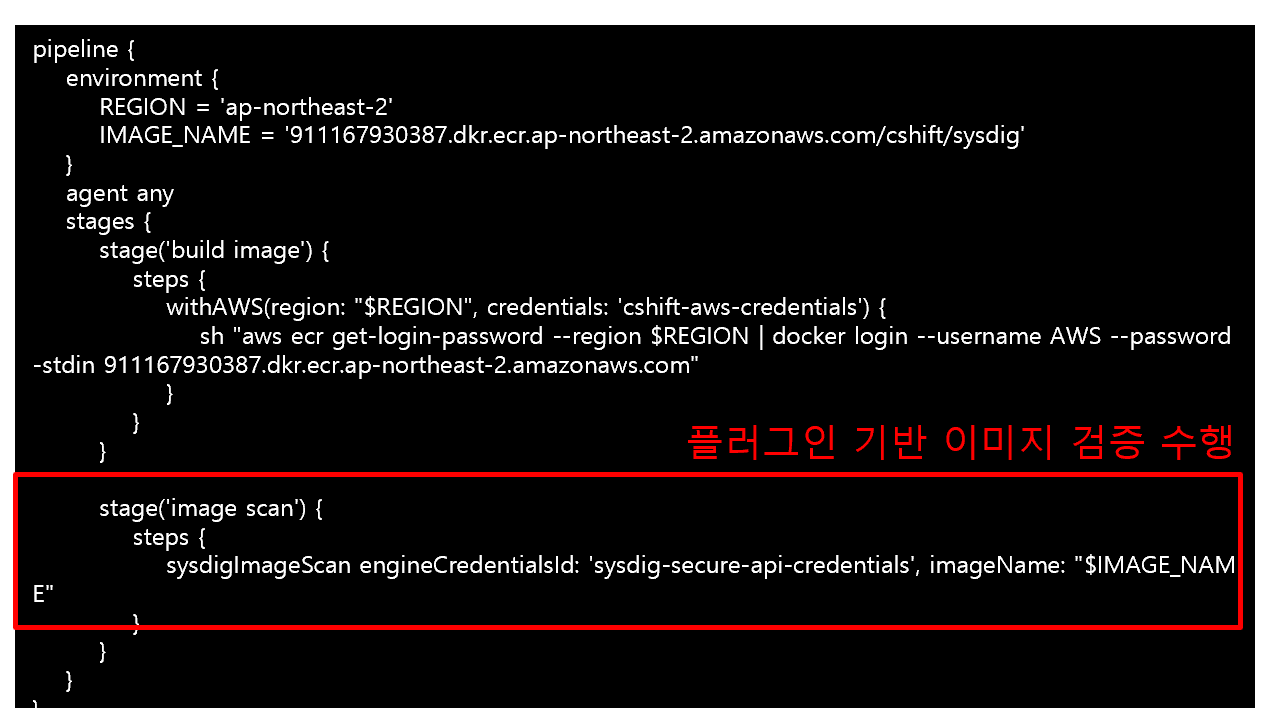 pipeline {
environment {
REGION = 'ap-northeast-2'
IMAGE_NAME = '911167930387.dkr.ecr.ap-northeast-2.amazonaws.com/cshift/sysdig'
}
agent any
stages {
stage('build image') {
steps {
withAWS(region: "$REGION", credentials: 'cshift-aws-credentials') {
sh "aws ecr get-login-password --region $REGION | docker login --username AWS --password
-stdin 911167930387.dkr.ecr.ap-northeast-2.amazonaws.com"
}
}
}
플러그인 기반 이미지 검증 수행
stage('image scan') {
steps {
sysdigImageScan engineCredentialsId: 'sysdig-secure-api-credentials', imageName: "$IMAGE_NAM
E"
}
}
}
}